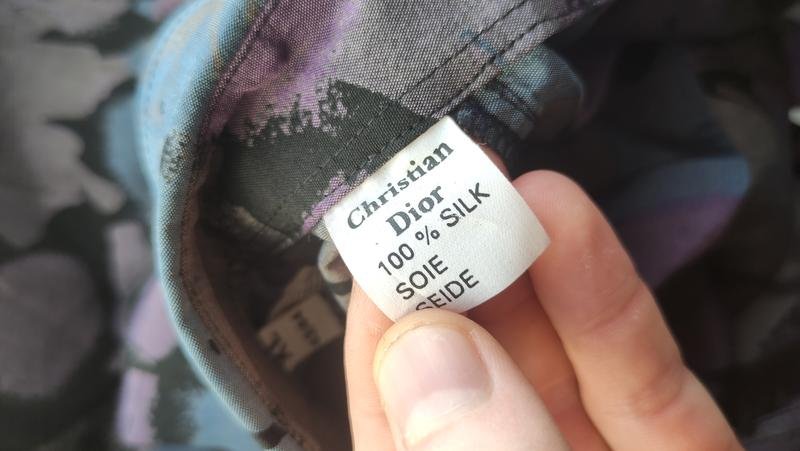 Christian
Dior
100 % SILK
SOIE
SEIDE